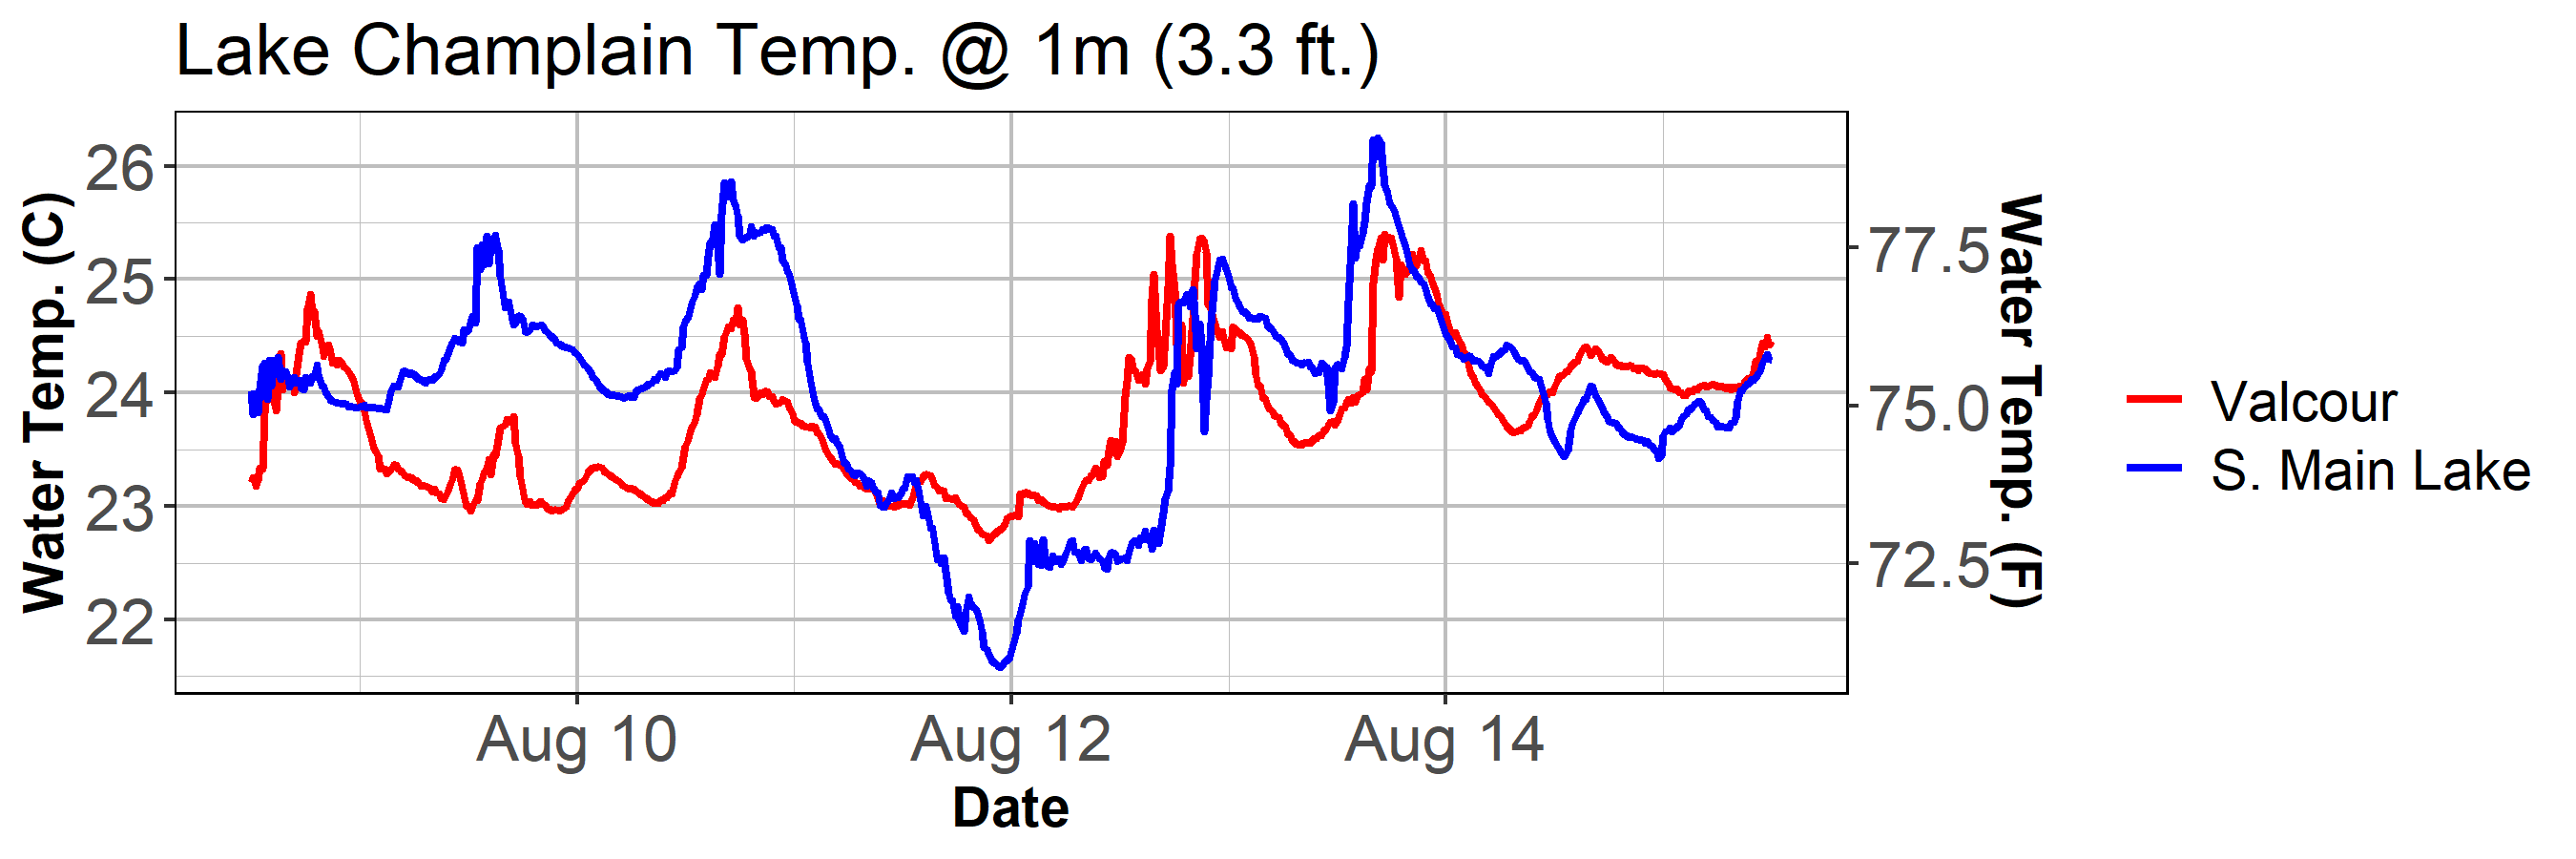 Lake Champlain Temp. @ 1m (3.3 ft.)
Water Temp. (C)
26
25
24
23
22
77.5
75.0
72.5
Water Temp. (F)
Aug 10
Aug 12
Aug 14
Date
Valcour
S. Main Lake